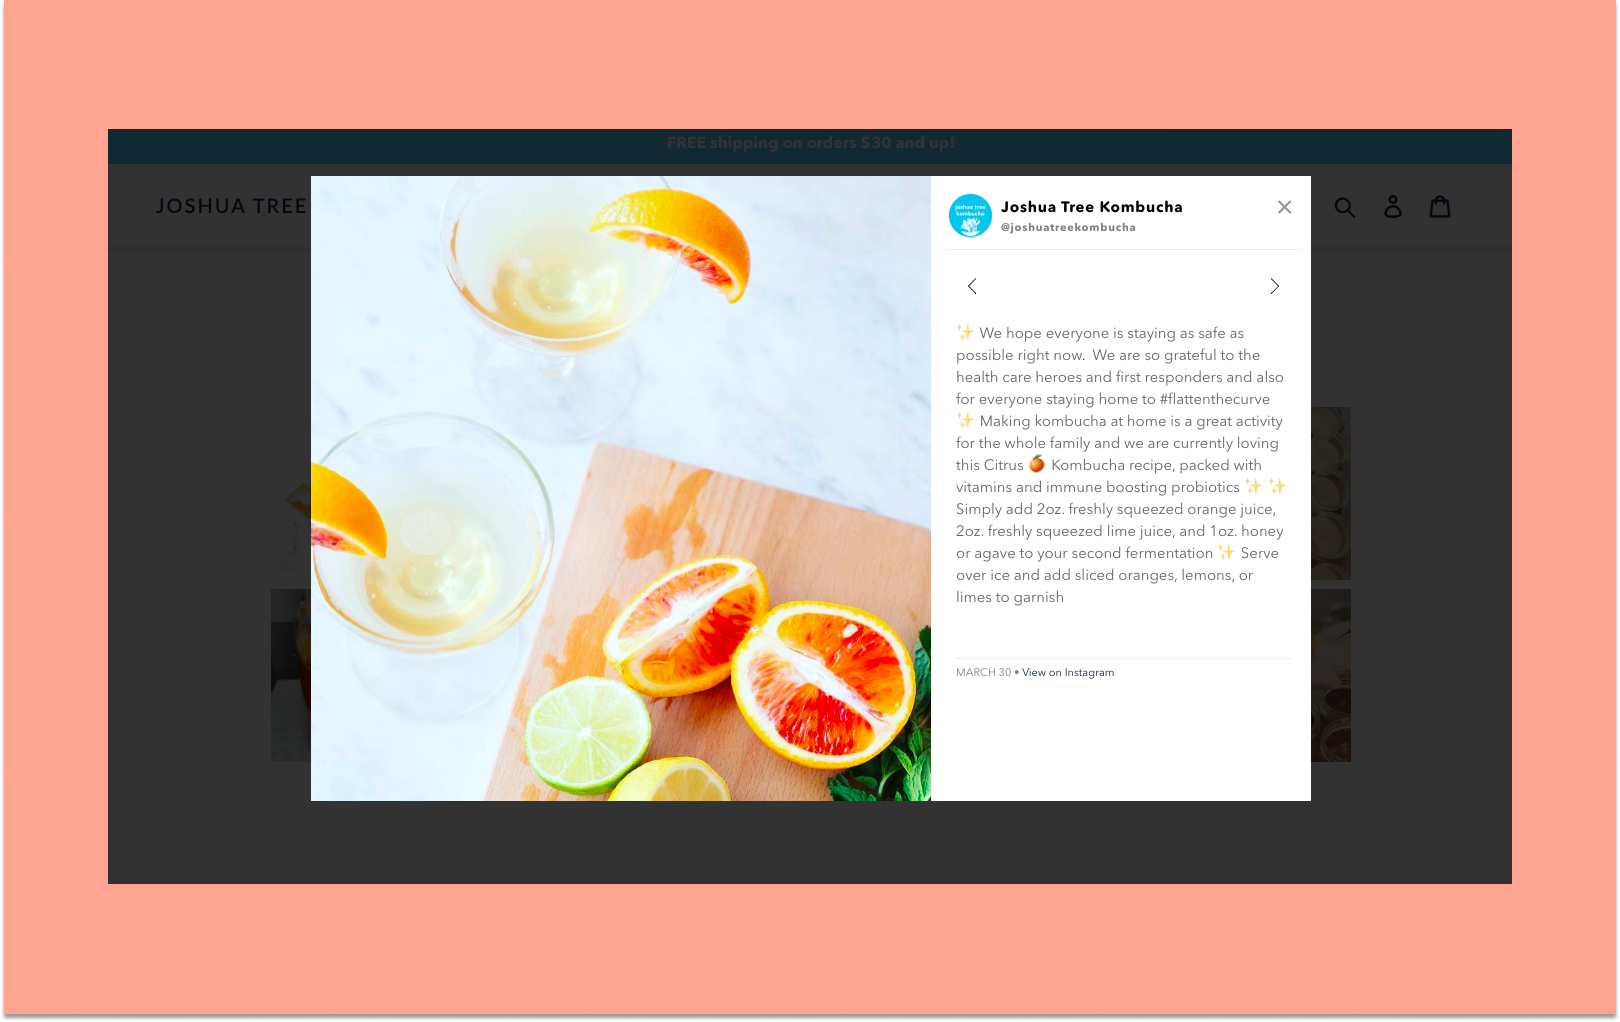 FREE shipping on orders $30 and up!
JOSHUA TREE
joshua tree
kombucha
Joshua Tree Kombucha
@joshuatreekombucha
✨ We hope everyone is staying as safe as
possible right now.  We are so grateful to the
health care heroes and first responders and also
for everyone staying home to #flattenthecurve
✨ Making kombucha at home is a great activity
for the whole family and we are currently loving
this Citrus 🍊 Kombucha recipe, packed with
vitamins and immune boosting probiotics ✨ ✨
Simply add 2oz. freshly squeezed orange juice,
2oz. freshly squeezed lime juice, and 1oz. honey
or agave to your second fermentation ✨ Serve
over ice and add sliced oranges, lemons, or
limes to garnish
MARCH 30 • View on Instagram